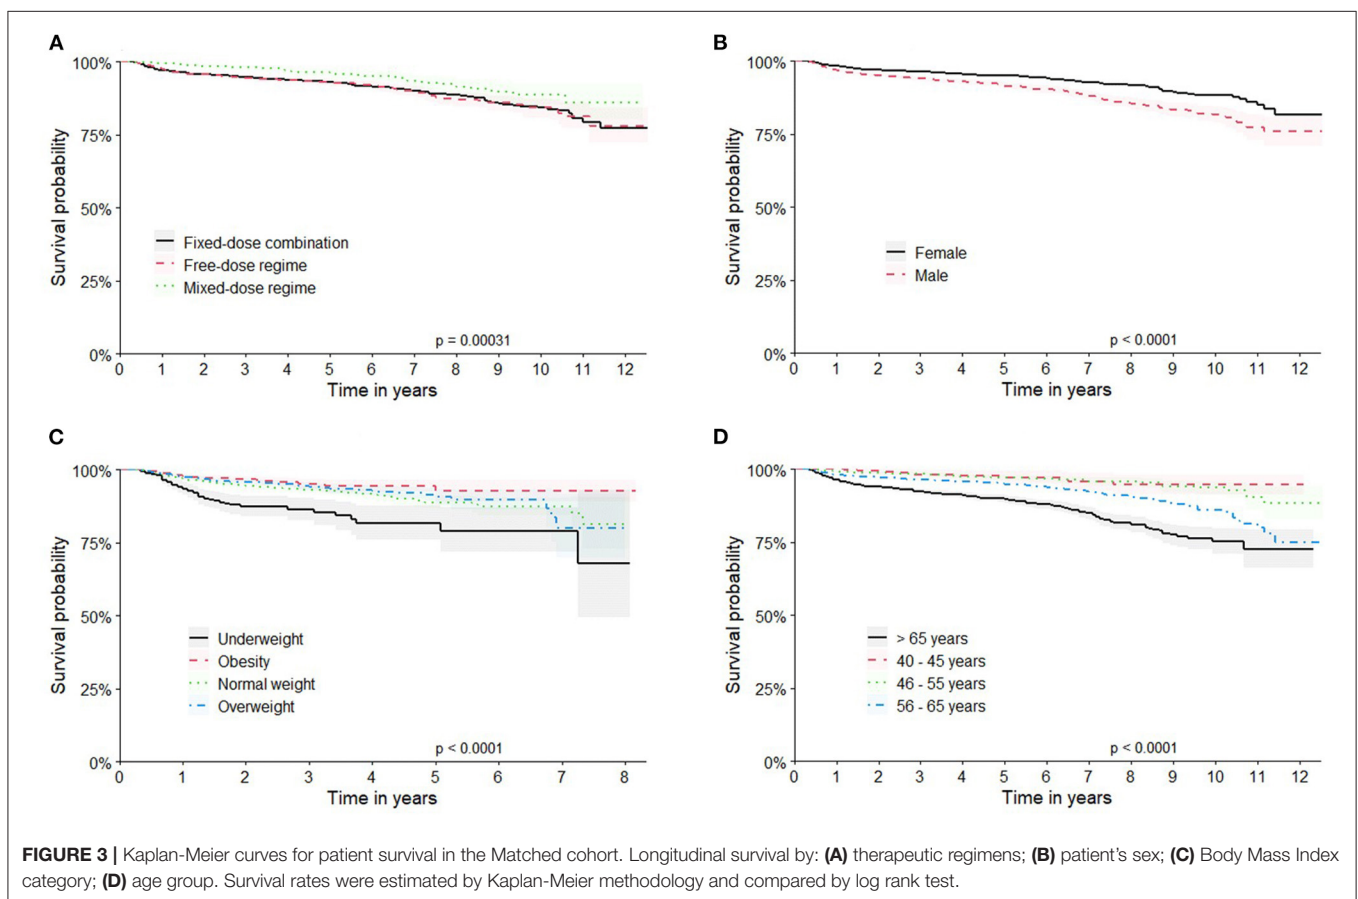 A
100%
75%
50%
25%
0%
Survival probability
Fixed-dose combination
Free-dose regime
Mixed-dose regime
p = 0.00031
0 1 2 3 4 5 6 7 8 9 10 11 12
Time in years
B
100%
75%
50%
25%
0%
Survival probability
Female
Male
p < 0.0001
0 1 2 3 4 5 6 7 8 9 10 11 12
Time in years
C
100%
75%
50%
25%
0%
Survival probability
Underweight
Obesity
Normal weight
Overweight
p < 0.0001
0 1 2 3 4 5 6 7 8
Time in years
D
100%
75%
50%
25%
0%
Survival probability
> 65 years
40 - 45 years
46 - 55 years
56 - 65 years
p < 0.0001
0 1 2 3 4 5 6 7 8 9 10 11 12
Time in years
FIGURE 3 | Kaplan-Meier curves for patient survival in the Matched cohort. Longitudinal survival by: (A) therapeutic regimens; (B) patient's sex; (C) Body Mass Index
category; (D) age group. Survival rates were estimated by Kaplan-Meier methodology and compared by log rank test.